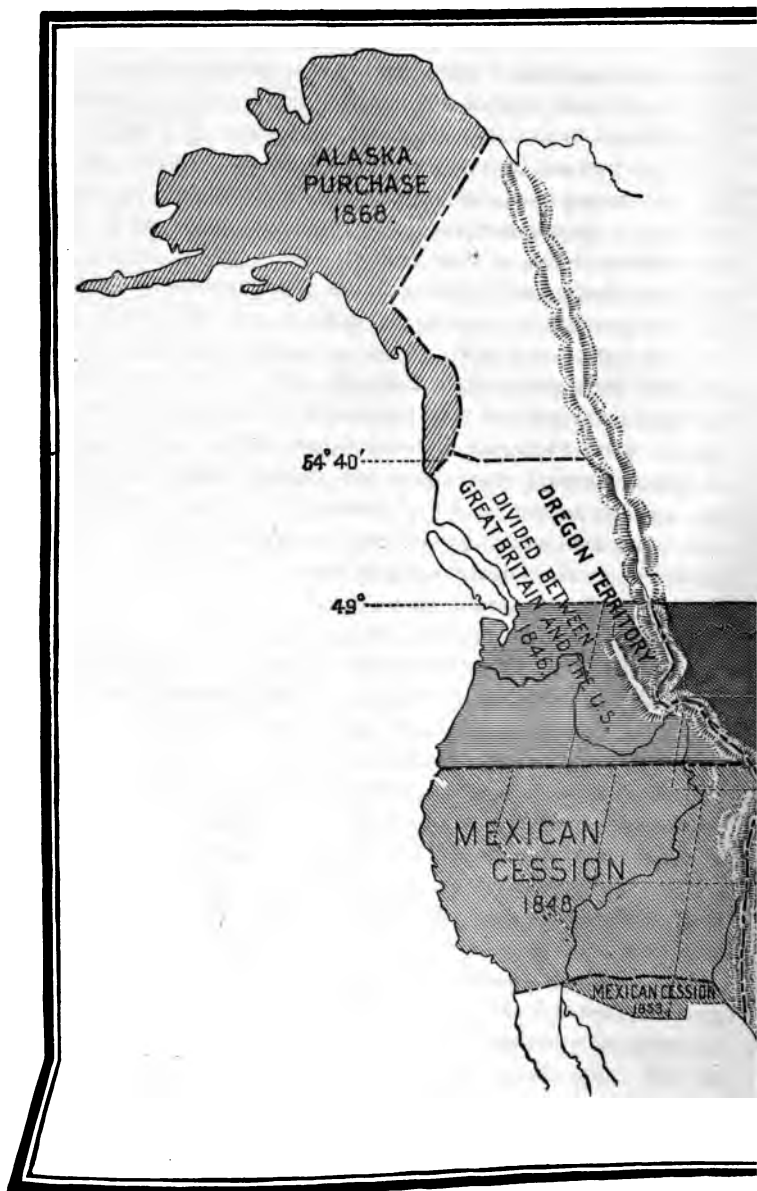 ALASKA
PURCHASE
1868.
54° 40′
OREGON TERRITORY
DIVIDED BETWEEN
GREAT BRITAIN AND THE U.S.
1846
49°
MEXICAN
CESSION
1848
MEXICAN CESSION
1853.